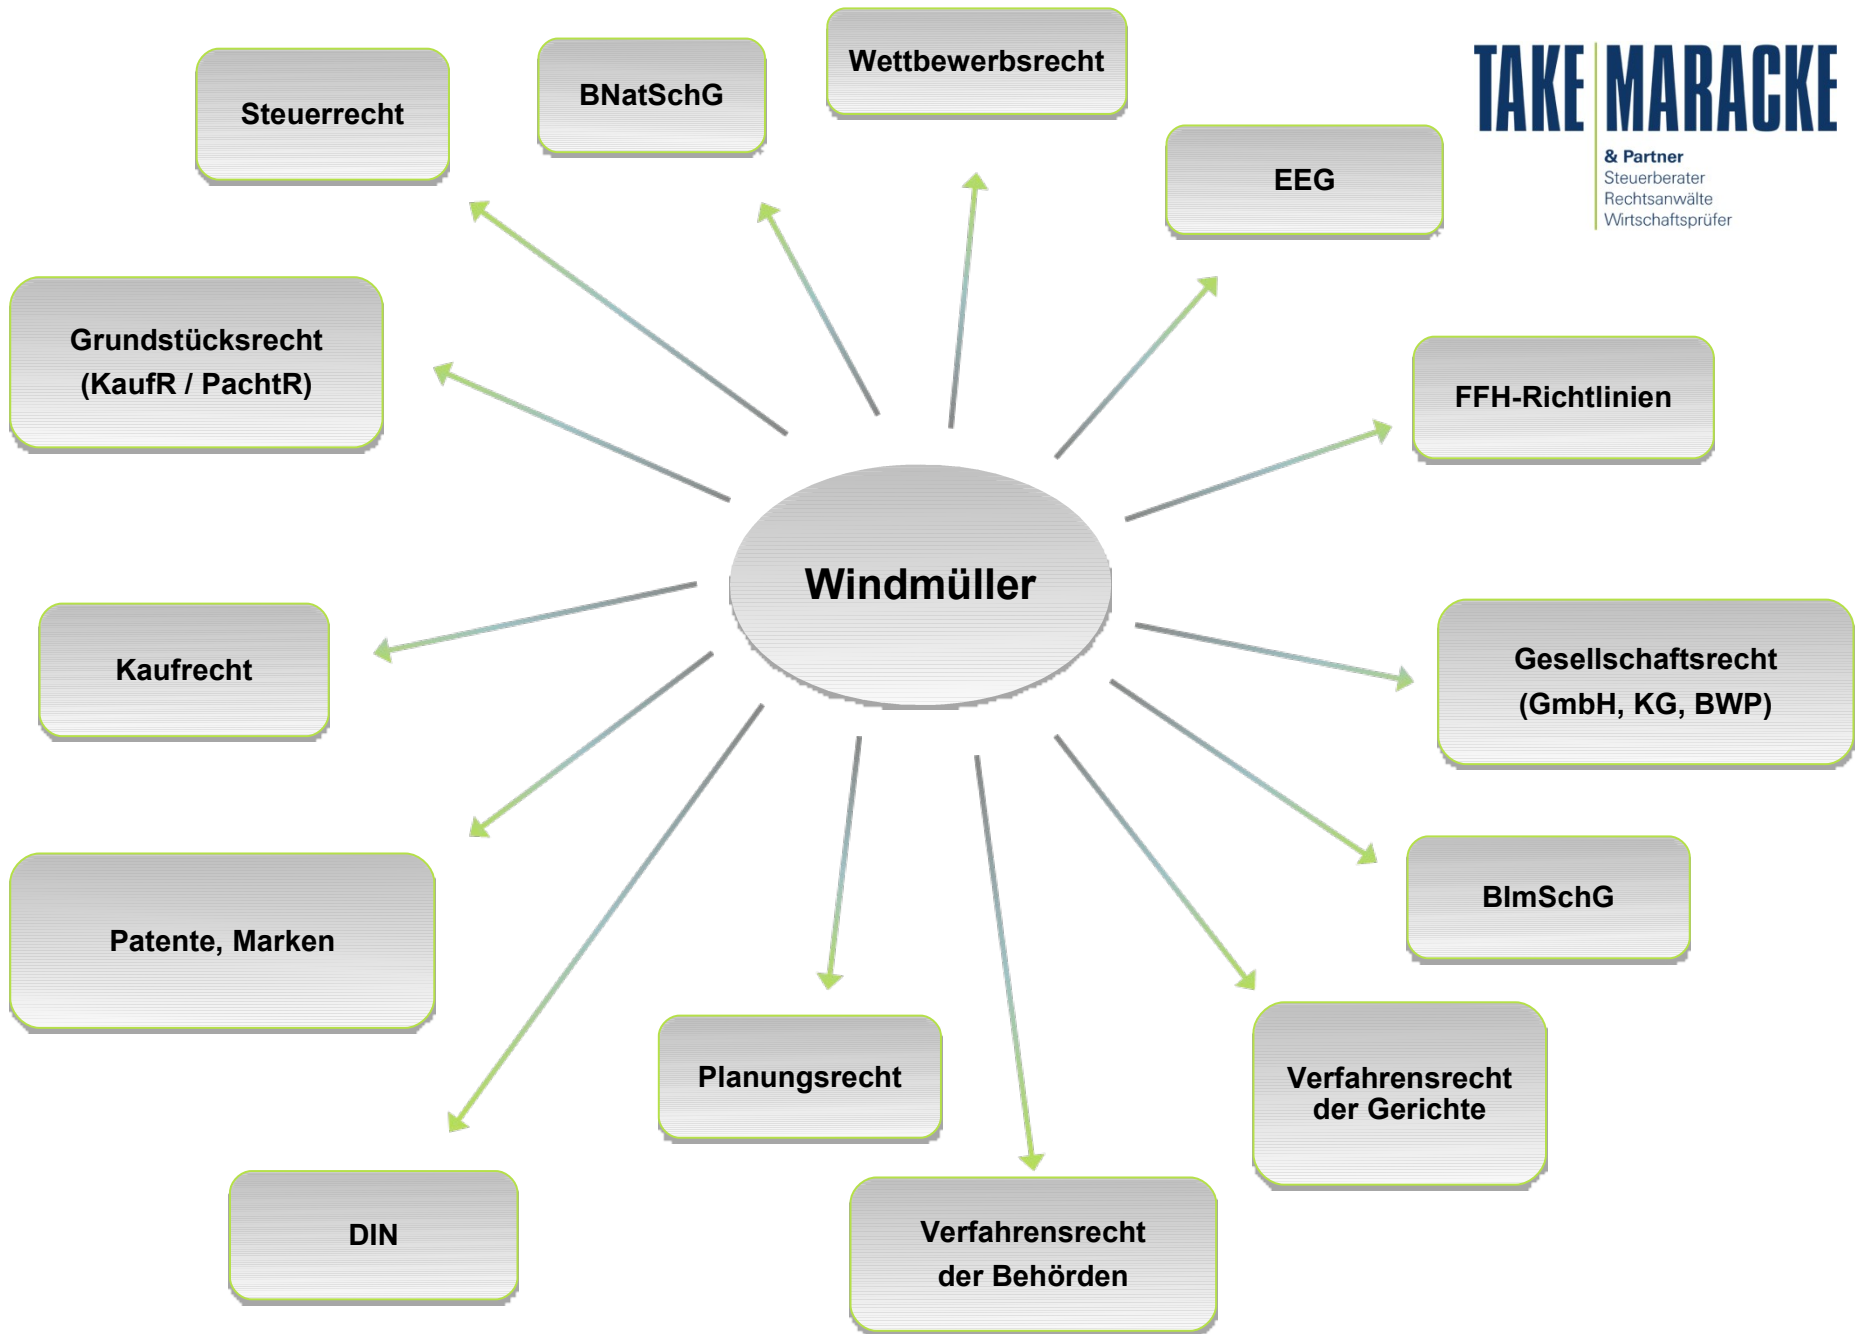 Wettbewerbsrecht
BNatSchG
Steuerrecht
TAKE MARACKE
& Partner
Steuerberater
Rechtsanwälte
Wirtschaftsprüfer
EEG
Grundstücksrecht
(KaufR / PachtR)
FFH-Richtlinien
Windmüller
Kaufrecht
Gesellschaftsrecht
(GmbH, KG, BWP)
BImSchG
Patente, Marken
Planungsrecht
Verfahrensrecht
der Gerichte
DIN
Verfahrensrecht
der Behörden